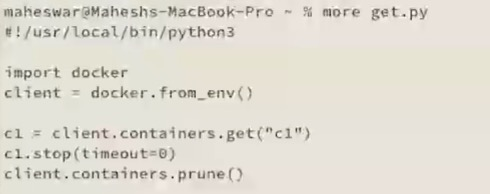 maheswar@Maheshs-MacBook-Pro ~ % more get.py
#!/usr/local/bin/python3
import docker
client = docker.from_env()
c1 = client.containers.get("c1")
c1.stop(timeout=0)
client.containers.prune()